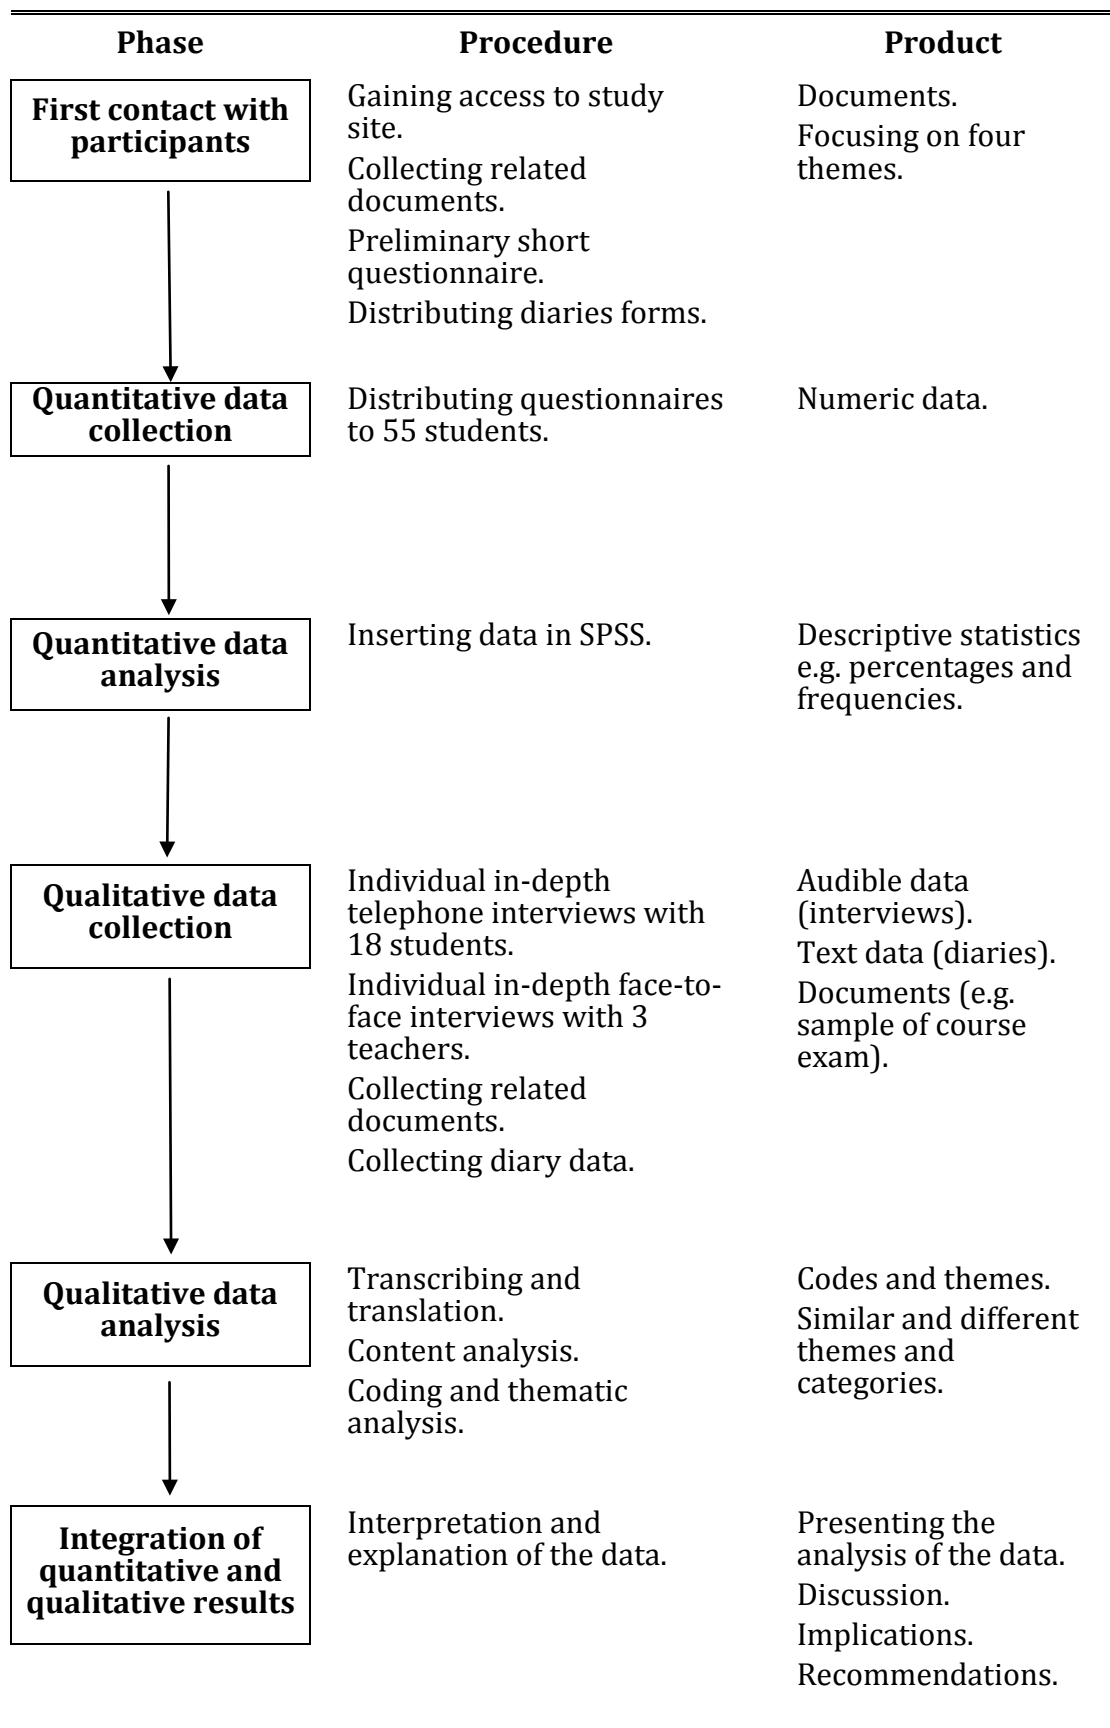 Phase
Procedure
Product
First contact with
participants
Gaining access to study
site.
Collecting related
documents.
Preliminary short
questionnaire.
Distributing diaries forms.
Documents.
Focusing on four
themes.
Quantitative data
collection
Distributing questionnaires
to 55 students.
Numeric data.
Quantitative data
analysis
Inserting data in SPSS.
Descriptive statistics
e.g. percentages and
frequencies.
Qualitative data
collection
Individual in-depth
telephone interviews with
18 students.
Individual in-depth face-to-
face interviews with 3
teachers.
Collecting related
documents.
Collecting diary data.
Audible data
(interviews).
Text data (diaries).
Documents (e.g.
sample of course
exam).
Qualitative data
analysis
Transcribing and
translation.
Content analysis.
Coding and thematic
analysis.
Codes and themes.
Similar and different
themes and
categories.
Integration of
quantitative and
qualitative results
Interpretation and
explanation of the data.
Presenting the
analysis of the data.
Discussion.
Implications.
Recommendations.